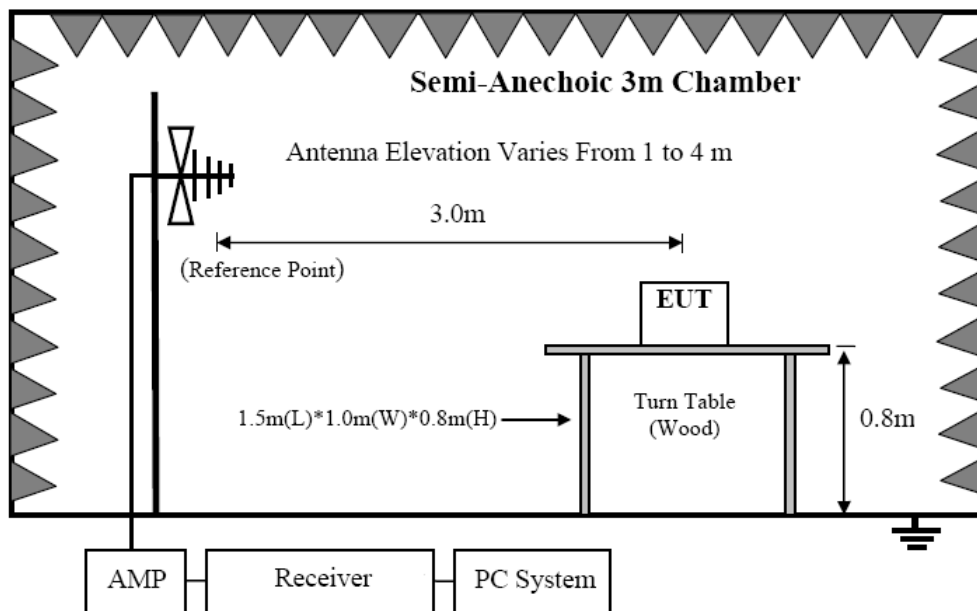 Semi-Anechoic 3m Chamber
Antenna Elevation Varies From 1 to 4 m
3.0m
(Reference Point)
EUT
1.5m(L)*1.0m(W)*0.8m(H)
Turn Table
(Wood)
0.8m
AMP
Receiver
PC System